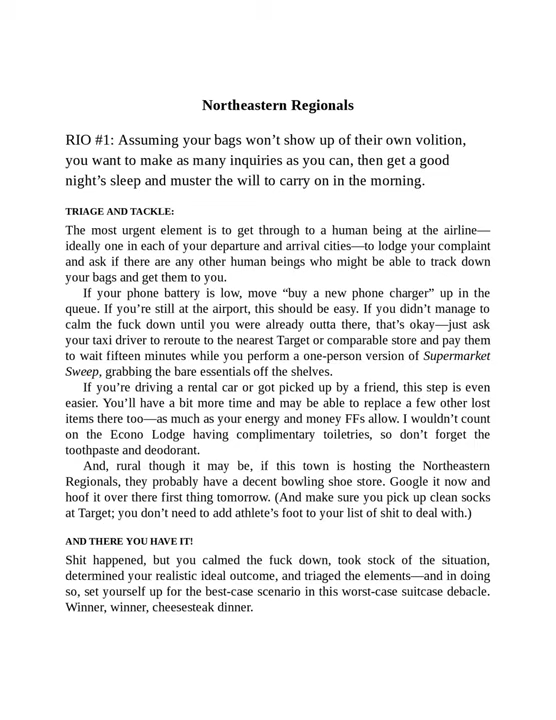 Northeastern Regionals
RIO #1: Assuming your bags won’t show up of their own volition,
you want to make as many inquiries as you can, then get a good
night’s sleep and muster the will to carry on in the morning.
TRIAGE AND TACKLE:
The most urgent element is to get through to a human being at the airline—
ideally one in each of your departure and arrival cities—to lodge your complaint
and ask if there are any other human beings who might be able to track down
your bags and get them to you.
If your phone battery is low, move “buy a new phone charger” up in the
queue. If you’re still at the airport, this should be easy. If you didn’t manage to
calm the fuck down until you were already outta there, that’s okay—just ask
your taxi driver to reroute to the nearest Target or comparable store and pay them
to wait fifteen minutes while you perform a one-person version of Supermarket
Sweep, grabbing the bare essentials off the shelves.
If you’re driving a rental car or got picked up by a friend, this step is even
easier. You’ll have a bit more time and may be able to replace a few other lost
items there too—as much as your energy and money FFs allow. I wouldn’t count
on the Econo Lodge having complimentary toiletries, so don’t forget the
toothpaste and deodorant.
And, rural though it may be, if this town is hosting the Northeastern
Regionals, they probably have a decent bowling shoe store. Google it now and
hoof it over there first thing tomorrow. (And make sure you pick up clean socks
at Target; you don’t need to add athlete’s foot to your list of shit to deal with.)
AND THERE YOU HAVE IT!
Shit happened, but you calmed the fuck down, took stock of the situation,
determined your realistic ideal outcome, and triaged the elements—and in doing
so, set yourself up for the best-case scenario in this worst-case suitcase debacle.
Winner, winner, cheesesteak dinner.